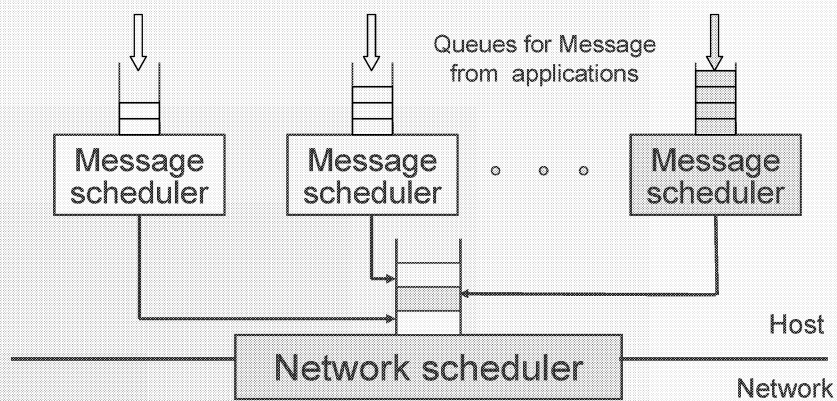 Queues for Message
from applications
Message
scheduler
Message
scheduler
Message
scheduler
Host
Network scheduler
Network